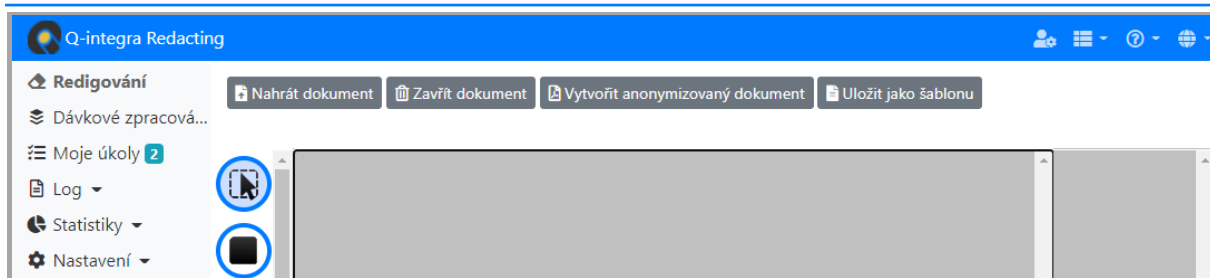 Q-integra Redacting
Redigování
Dávkové zpracová...
Moje úkoly 2
Log
Statistiky
Nastavení
Nahrát dokument Zavřít dokument Vytvořit anonymizovaný dokument Uložit jako šablonu